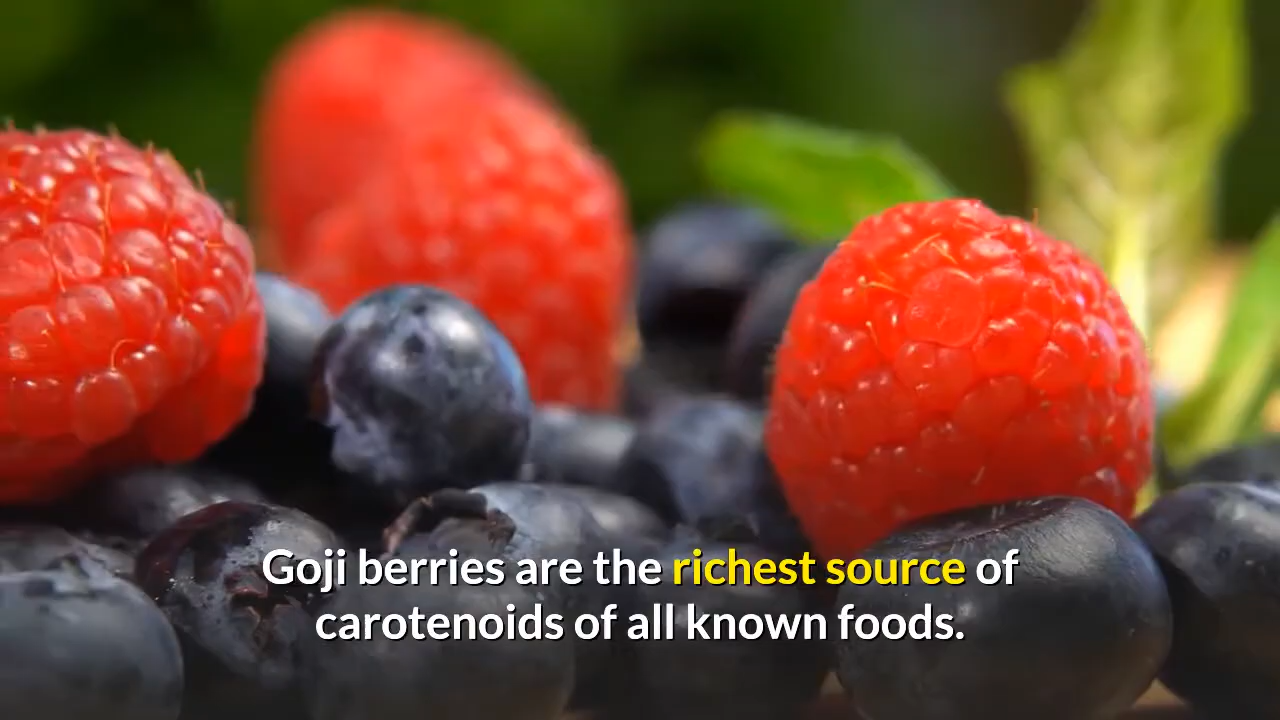 Goji berries are the richest source of
carotenoids of all known foods.